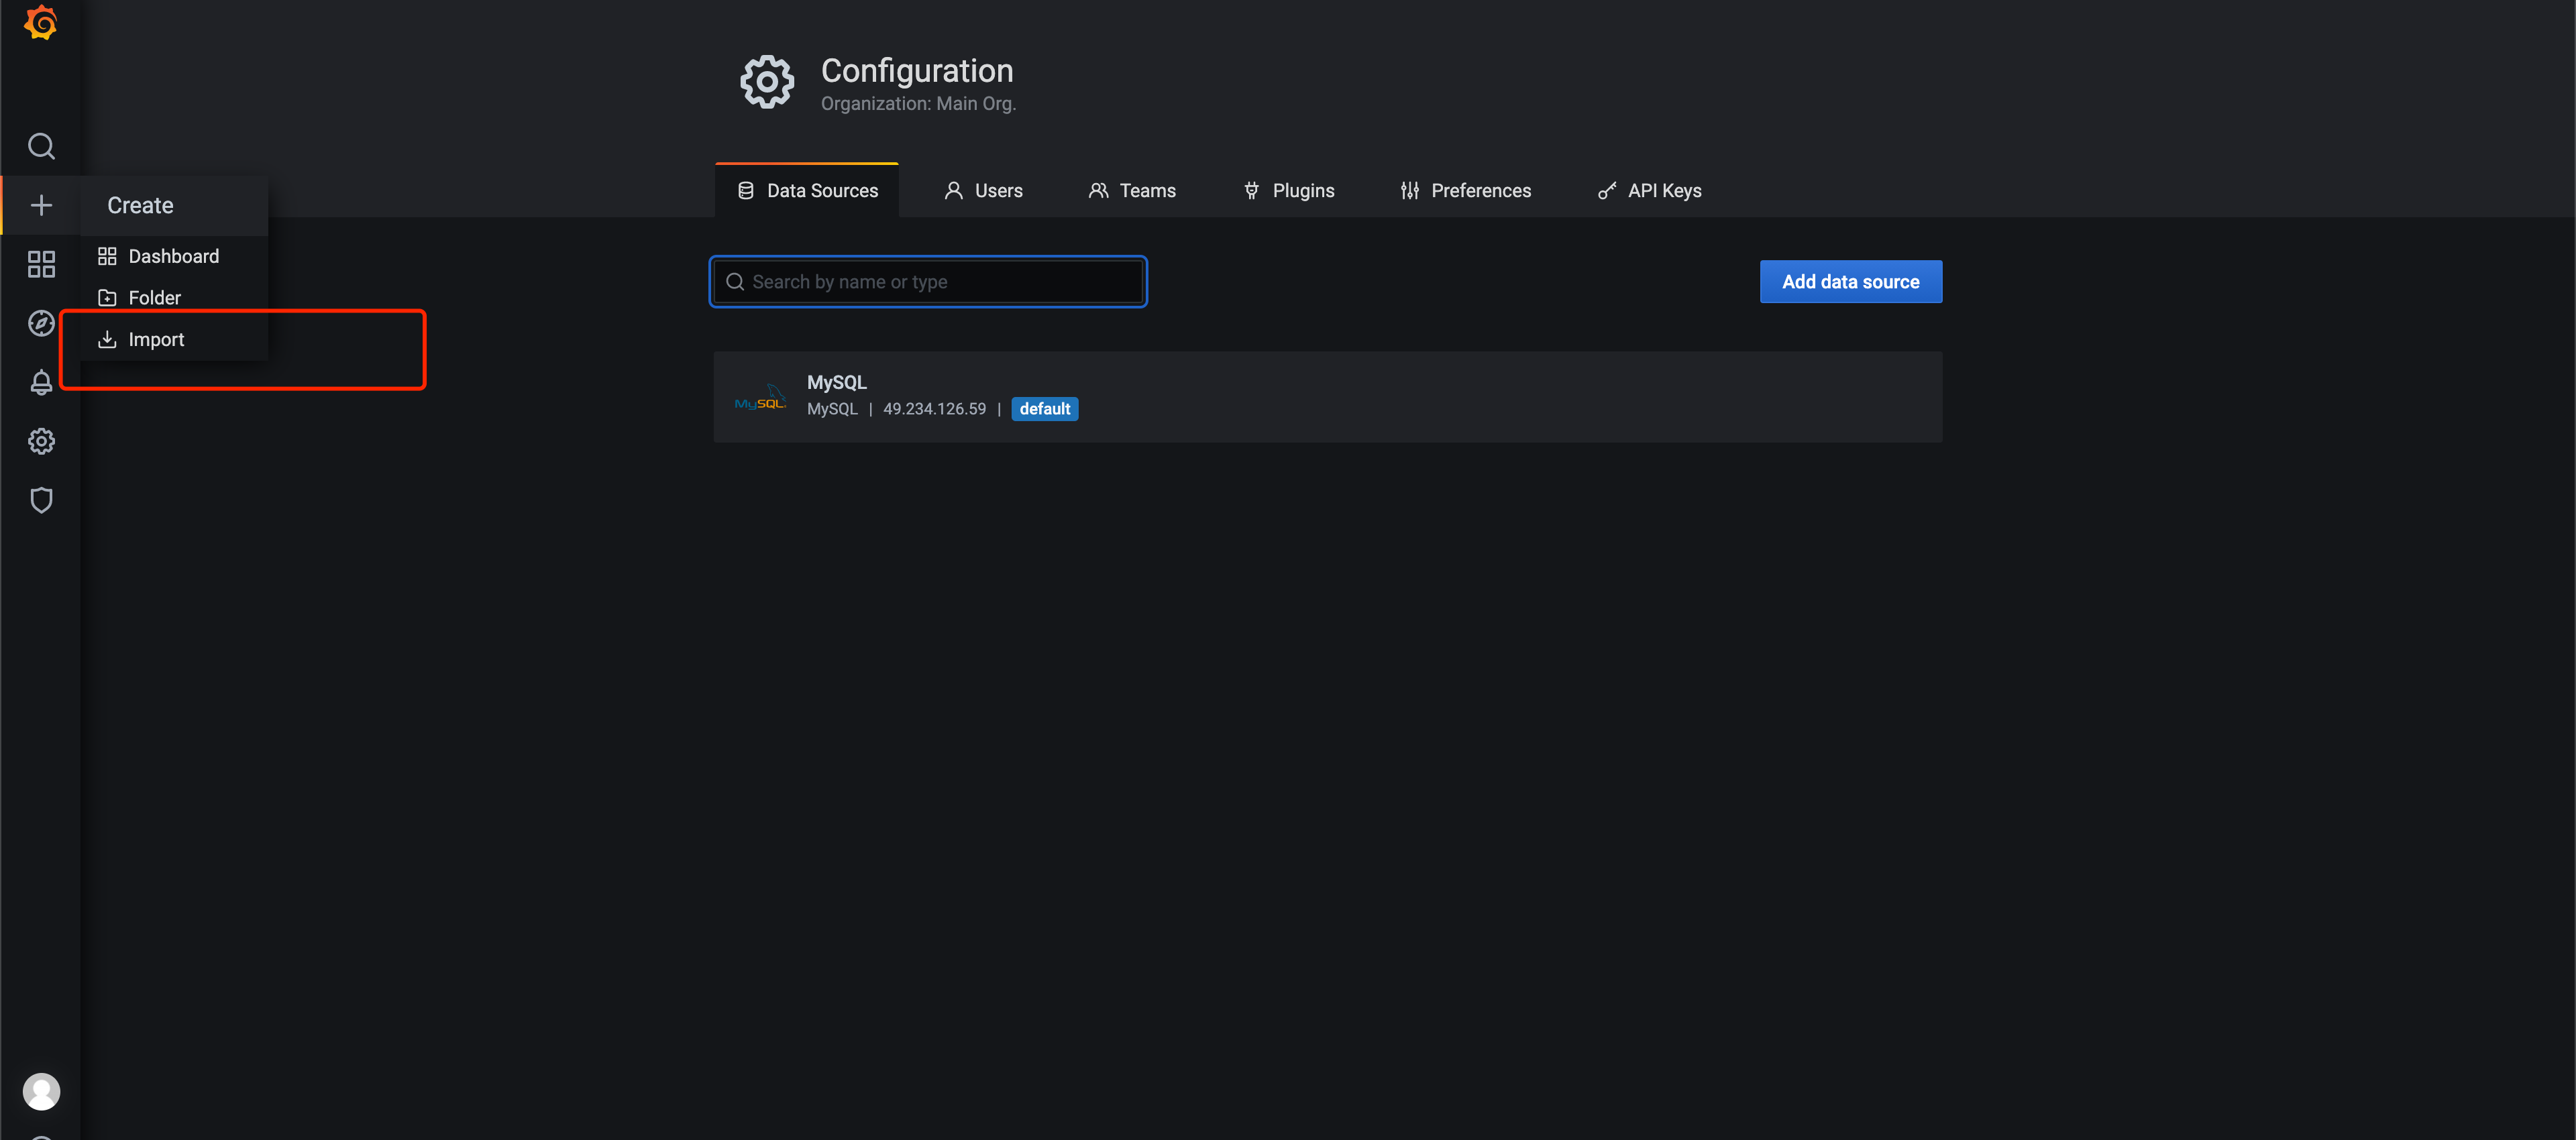 Configuration
Organization: Main Org.
Data Sources
Users
Teams
Plugins
Preferences
API Keys
Create
Dashboard
Folder
Import
Search by name or type
Add data source
MySQL
MySQL
MySQL | 49.234.126.59 | default